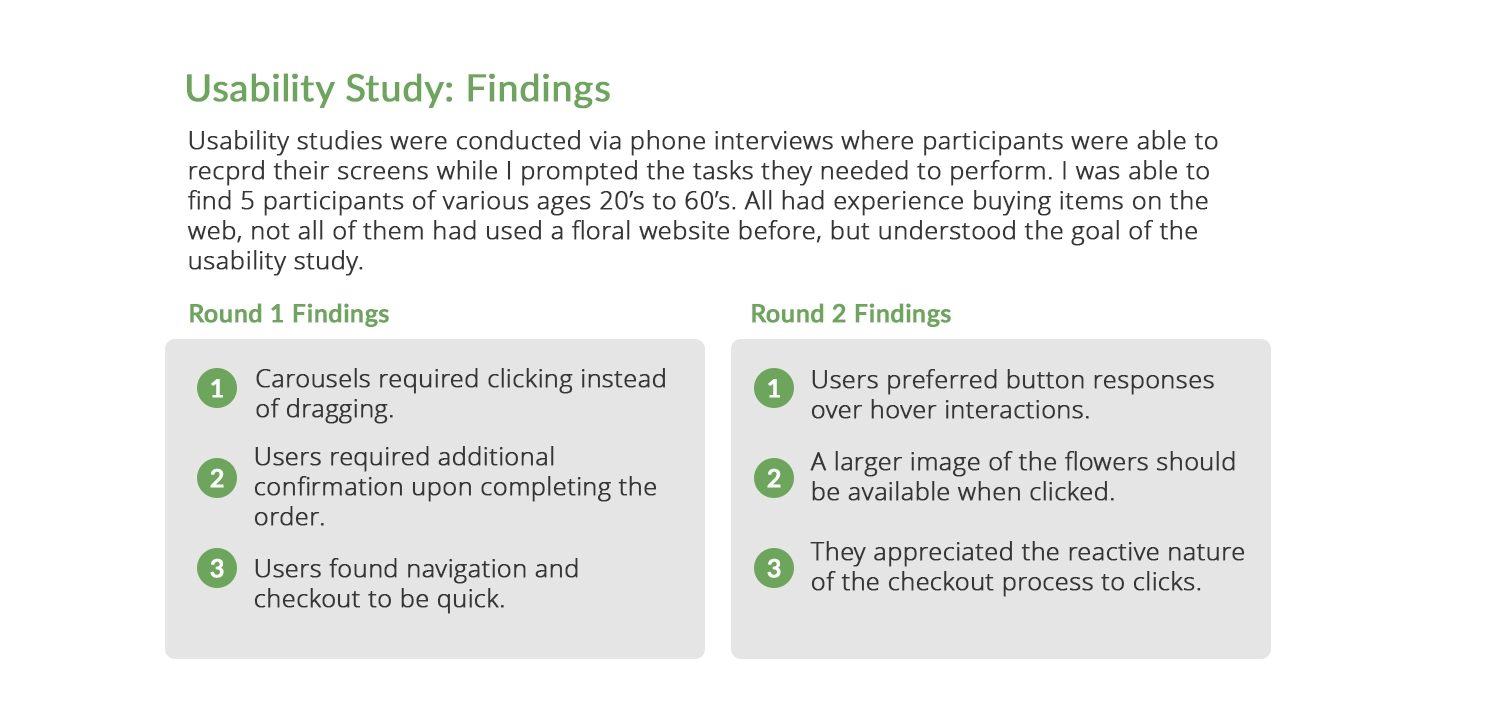 Usability Study: Findings
Usability studies were conducted via phone interviews where participants were able to
recprd their screens while I prompted the tasks they needed to perform. I was able to
find 5 participants of various ages 20’s to 60’s. All had experience buying items on the
web, not all of them had used a floral website before, but understood the goal of the
usability study.
Round 1 Findings
1
Carousels required clicking instead
of dragging.
2
Users required additional
confirmation upon completing the
order.
3
Users found navigation and
checkout to be quick.
Round 2 Findings
1
Users preferred button responses
over hover interactions.
2
A larger image of the flowers should
be available when clicked.
3
They appreciated the reactive nature
of the checkout process to clicks.